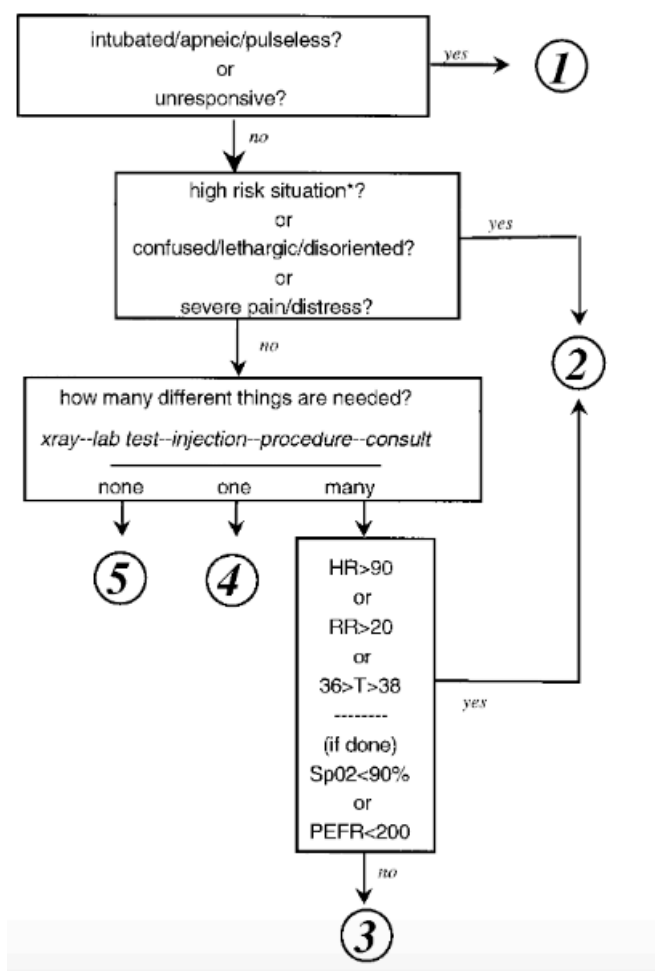 intubated/apneic/pulseless?
or
unresponsive?
yes
1
no
high risk situation*?
or
confused/lethargic/disoriented?
or
severe pain/distress?
yes
no
2
how many different things are needed?
xray--lab test--injection--procedure--consult
none one many
5 4
HR>90
or
RR>20
or
36>T>38
--------
(if done)
Sp02<90%
or
PEFR<200
yes
no
3